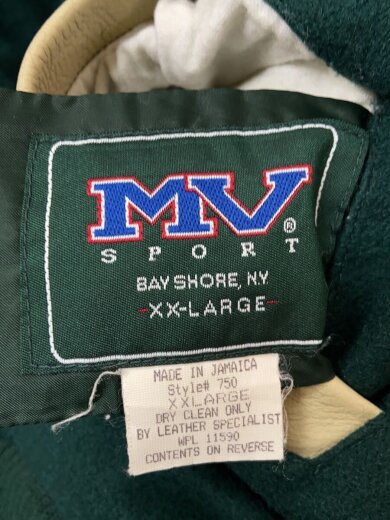 MV®
SPORT
BAY SHORE, N.Y.
-XX-LARGE-
MADE IN JAMAICA
Style# 750
XXLARGE
DRY CLEAN ONLY
BY LEATHER SPECIALIST
WPL 11590
CONTENTS ON REVERSE